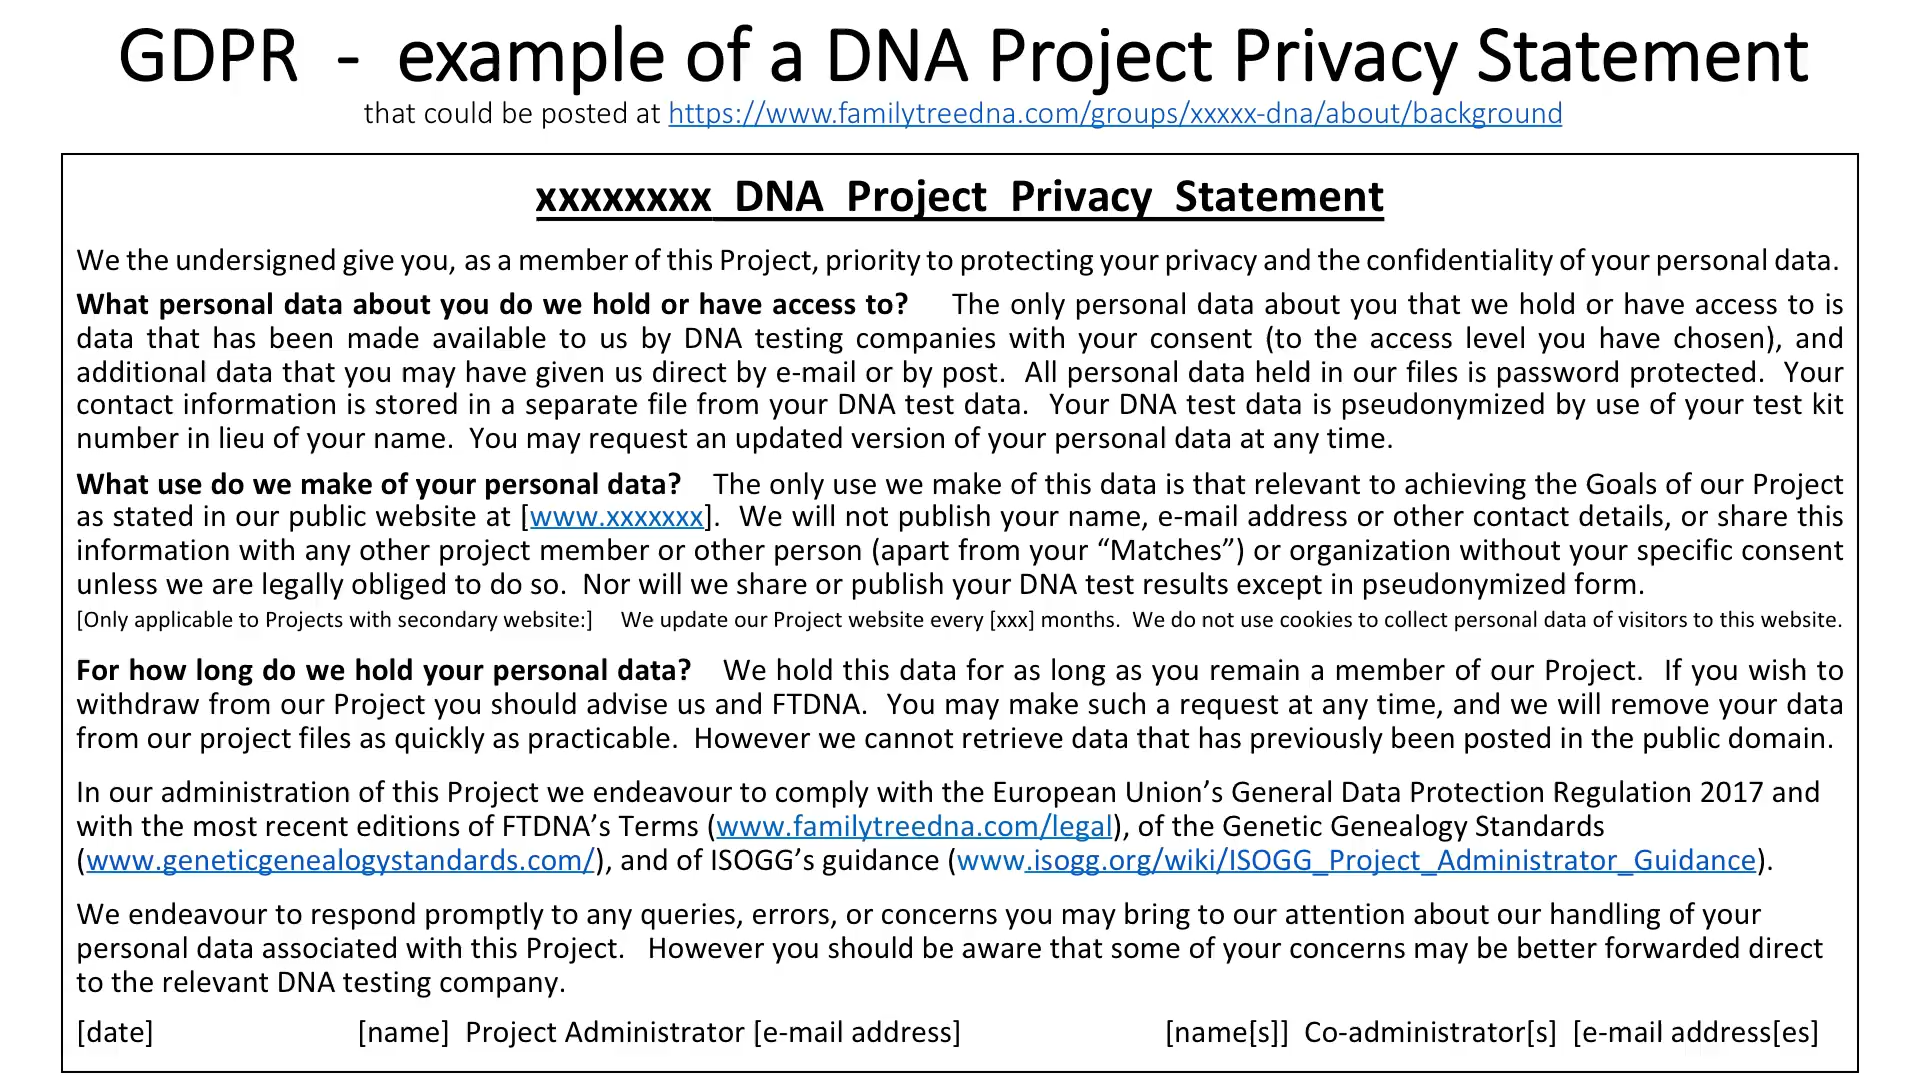 GDPR - example of a DNA Project Privacy Statement
that could be posted at https://www.familytreedna.com/groups/xxxxx-dna/about/background
xxxxxxxx DNA Project Privacy Statement
We the undersigned give you, as a member of this Project, priority to protecting your privacy and the confidentiality of your personal data.
What personal data about you do we hold or have access to? The only personal data about you that we hold or have access to is
data that has been made available to us by DNA testing companies with your consent (to the access level you have chosen), and
additional data that you may have given us direct by e-mail or by post. All personal data held in our files is password protected. Your
contact information is stored in a separate file from your DNA test data. Your DNA test data is pseudonymized by use of your test kit
number in lieu of your name. You may request an updated version of your personal data at any time.
What use do we make of your personal data? The only use we make of this data is that relevant to achieving the Goals of our Project
as stated in our public website at [www.xxxxxxx]. We will not publish your name, e-mail address or other contact details, or share this
information with any other project member or other person (apart from your “Matches”) or organization without your specific consent
unless we are legally obliged to do so. Nor will we share or publish your DNA test results except in pseudonymized form.
[Only applicable to Projects with secondary website:] We update our Project website every [xxx] months. We do not use cookies to collect personal data of visitors to this website.
For how long do we hold your personal data? We hold this data for as long as you remain a member of our Project. If you wish to
withdraw from our Project you should advise us and FTDNA. You may make such a request at any time, and we will remove your data
from our project files as quickly as practicable. However we cannot retrieve data that has previously been posted in the public domain.
In our administration of this Project we endeavour to comply with the European Union’s General Data Protection Regulation 2017 and
with the most recent editions of FTDNA’s Terms (www.familytreedna.com/legal), of the Genetic Genealogy Standards
(www.geneticgenealogystandards.com/), and of ISOGG’s guidance (www.isogg.org/wiki/ISOGG_Project_Administrator_Guidance).
We endeavour to respond promptly to any queries, errors, or concerns you may bring to our attention about our handling of your
personal data associated with this Project. However you should be aware that some of your concerns may be better forwarded direct
to the relevant DNA testing company.
[date] [name] Project Administrator [e-mail address] [name[s]] Co-administrator[s] [e-mail address[es]